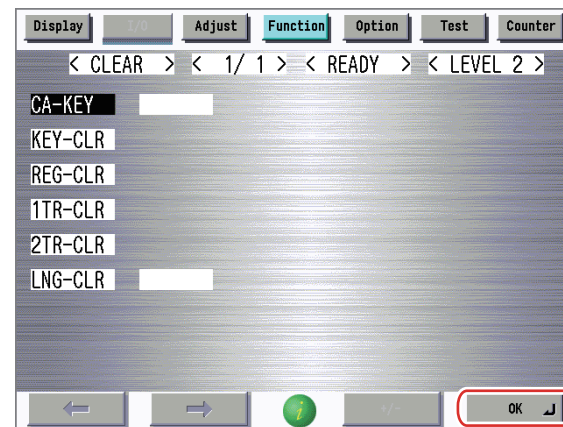 Display I/O Adjust Function Option Test Counter
< CLEAR > < 1/ 1 > < READY > < LEVEL 2 >
CA-KEY
KEY-CLR
REG-CLR
1TR-CLR
2TR-CLR
LNG-CLR
i +/- OK